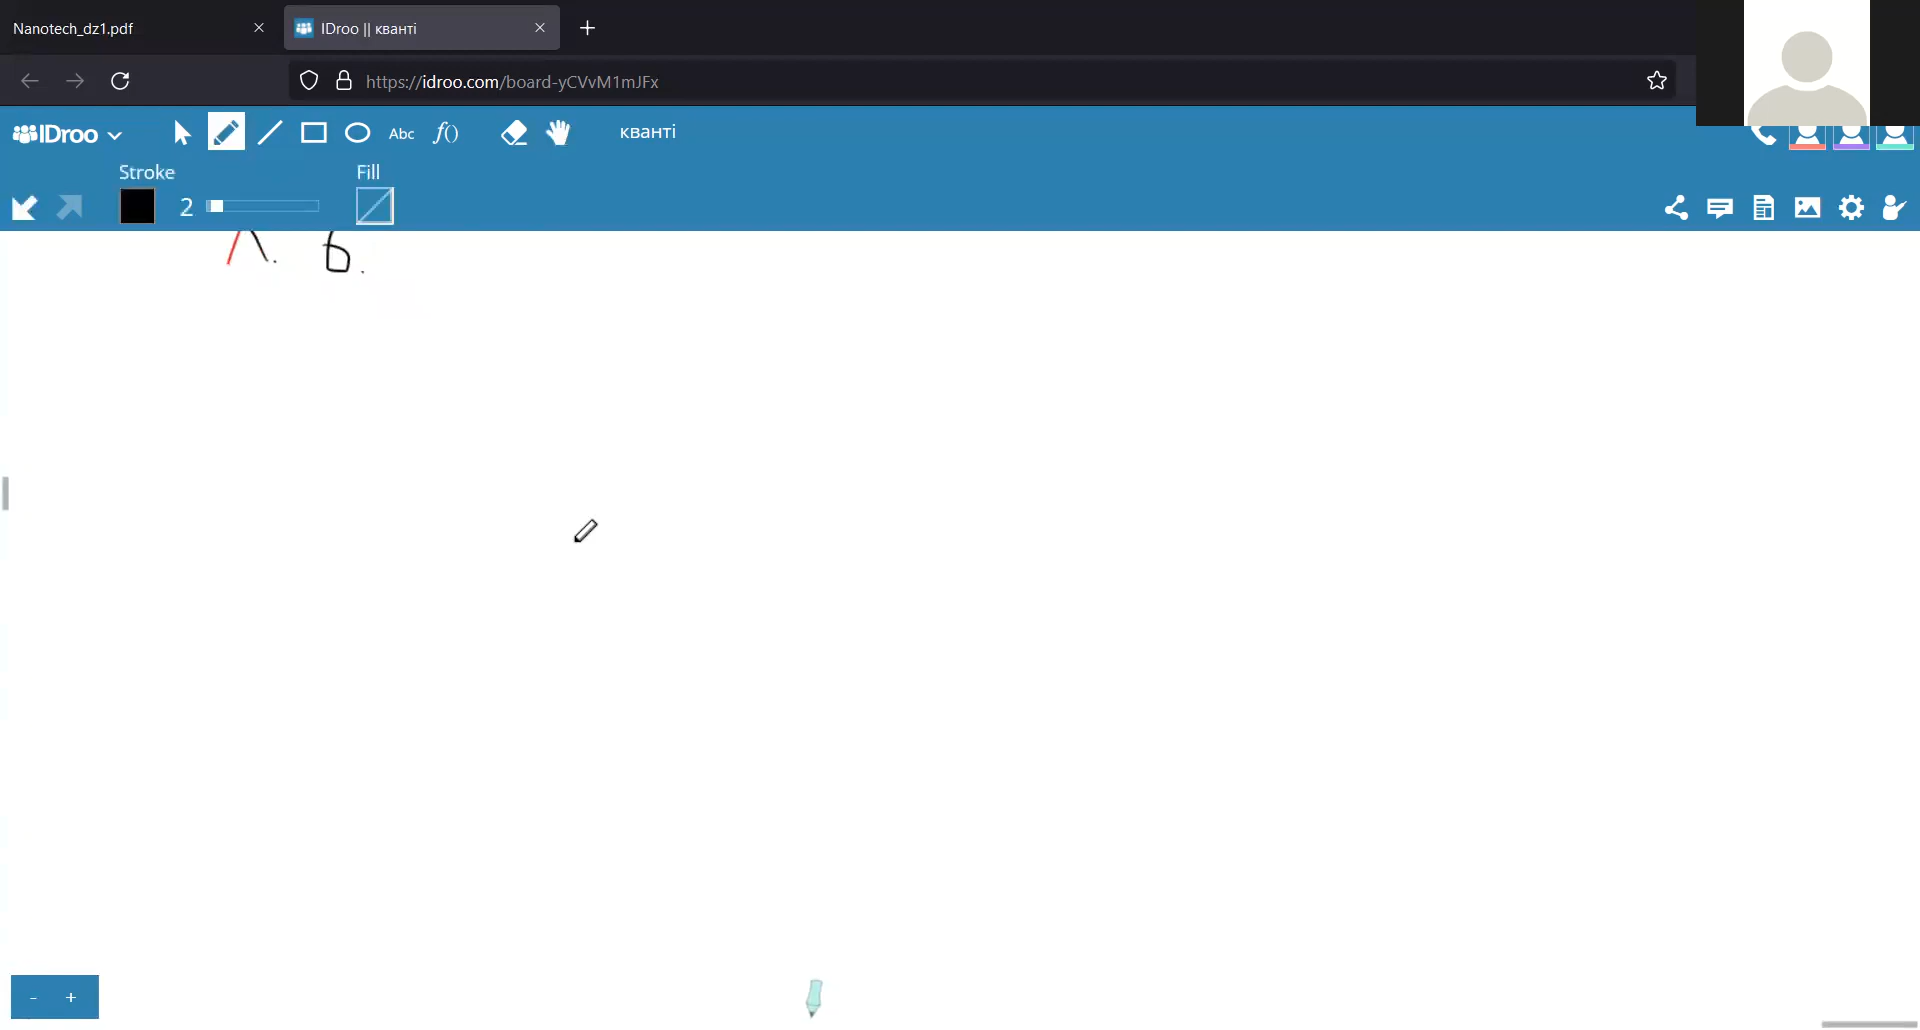 Nanotech_dz1.pdf
IDroo || кванті
https://idroo.com/board-yCVvM1mJFx
IDroo
Abc
f()
кванті
Stroke
Fill
2
Б.
- +